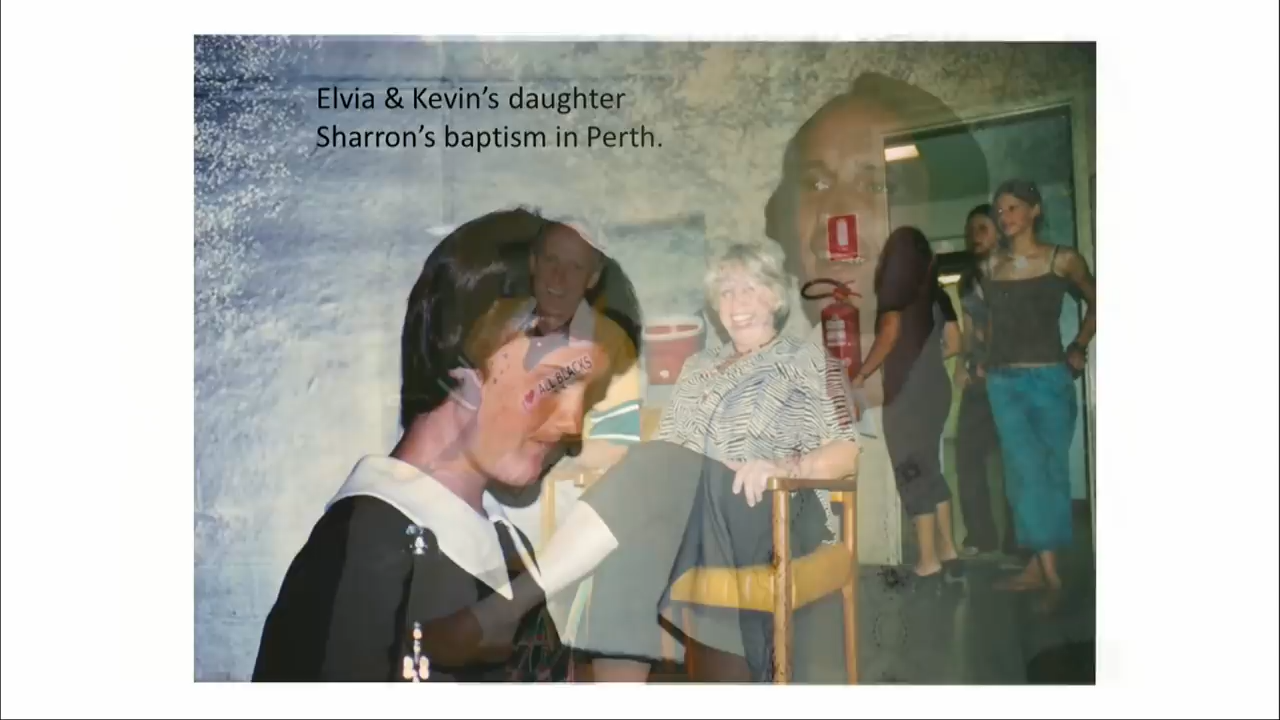 Elvia & Kevin’s daughter
Sharron’s baptism in Perth.
ALL BLACKS